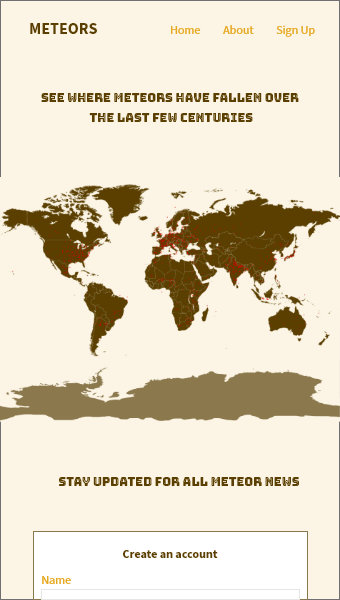 METEORS
Home About Sign Up
SEE WHERE METEORS HAVE FALLEN OVER
THE LAST FEW CENTURIES
STAY UPDATED FOR ALL METEOR NEWS
Create an account
Name